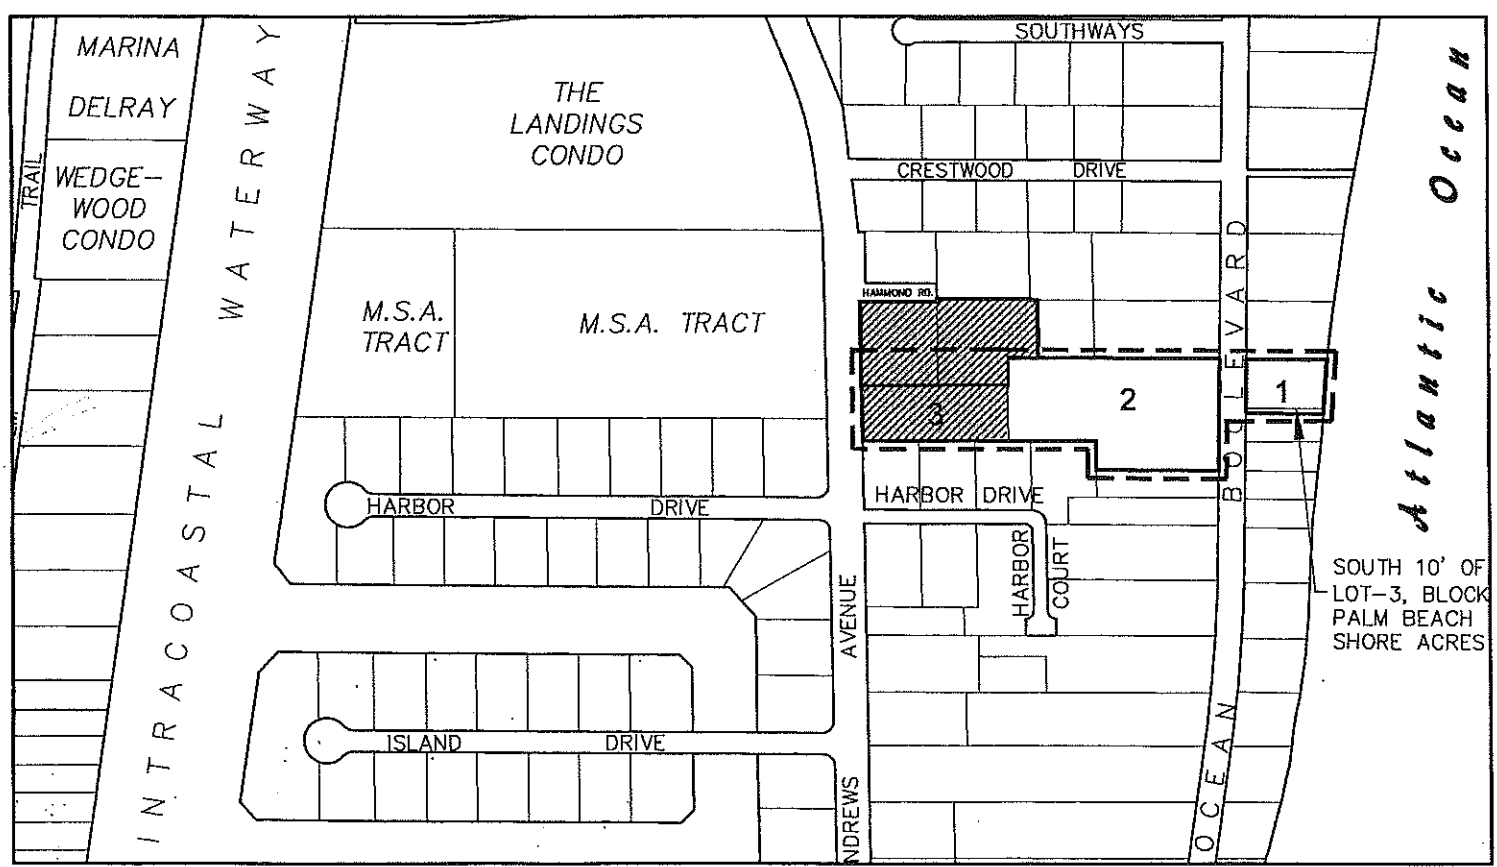 MARINA
DELRAY
WEDGE-
WOOD
CONDO
TRAIL
INTRACOASTAL WATERWAY
THE
LANDINGS
CONDO
M.S.A.
TRACT
M.S.A. TRACT
SOUTHWAYS
CRESTWOOD DRIVE
HAMMOND RD.
3
2
1
OCEAN BOULEVARD
Atlantic Ocean
HARBOR DRIVE
HARBOR DRIVE
HARBOR
COURT
SOUTH 10' OF
LOT-3, BLOCK
PALM BEACH
SHORE ACRES
ISLAND DRIVE
NDREWS AVENUE